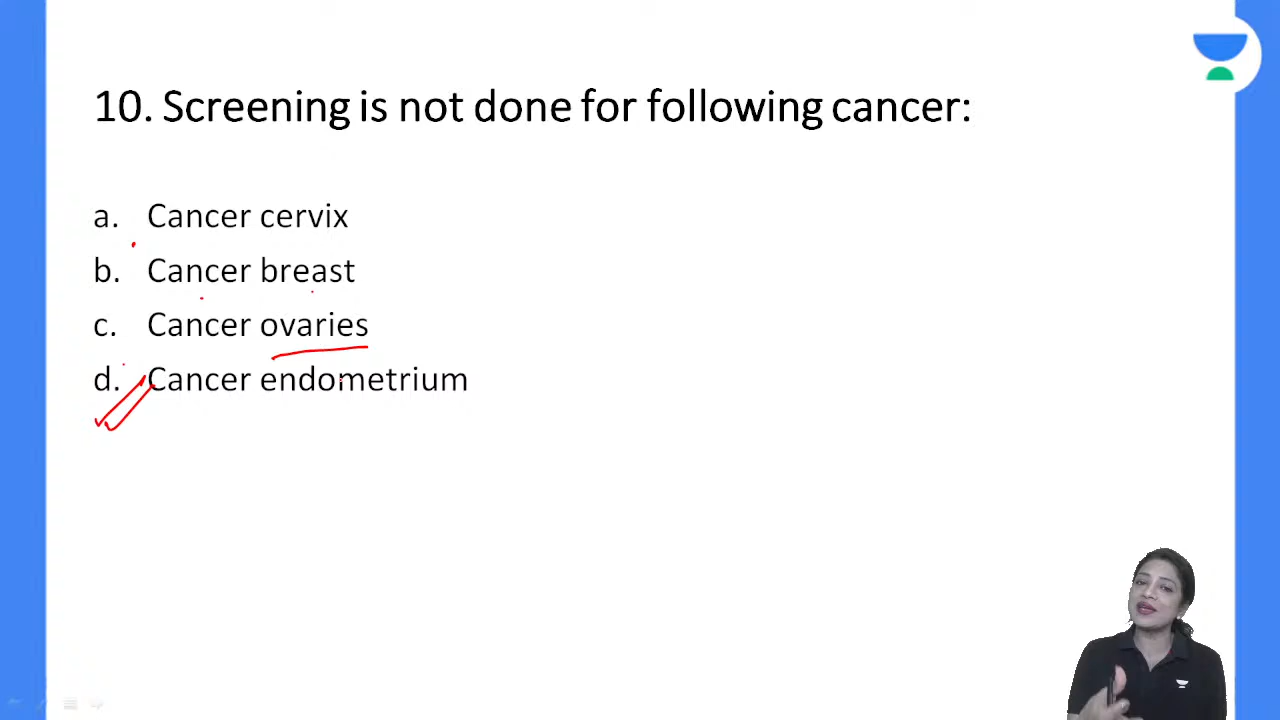 10. Screening is not done for following cancer:
a. Cancer cervix
b. Cancer breast
c. Cancer ovaries
d. Cancer endometrium